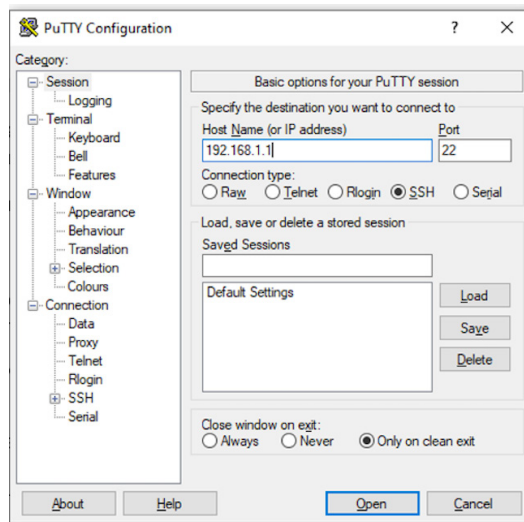 PuTTY Configuration
? ×
Category:
Session
Logging
Terminal
Keyboard
Bell
Features
Window
Appearance
Behaviour
Translation
Selection
Colours
Connection
Data
Proxy
Telnet
Rlogin
SSH
Serial
Basic options for your PuTTY session
Specify the destination you want to connect to
Host Name (or IP address) Port
192.168.1.1 22
Connection type:
Raw Telnet Rlogin SSH Serial
Load, save or delete a stored session
Saved Sessions
Default Settings
Load
Save
Delete
Close window on exit:
Always Never Only on clean exit
About Help Open Cancel